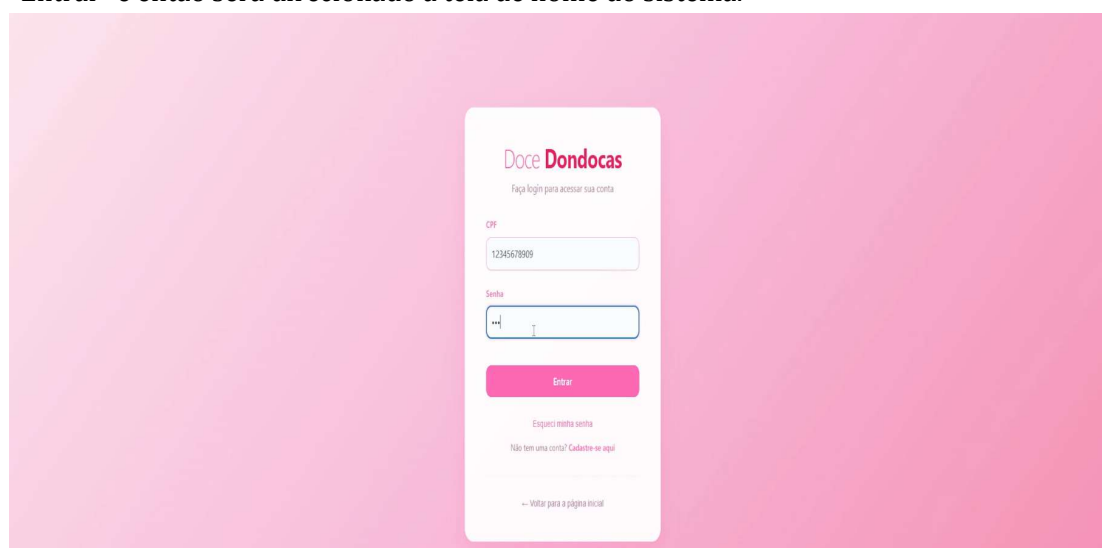 "Entrar" e então será direcionado a tela de home do sistema.
Doce Dondocas
Faça login para acessar sua conta
CPF
12345678909
Senha
•••
Entrar
Esqueci minha senha
Não tem uma conta? Cadastre-se aqui
← Voltar para a página inicial